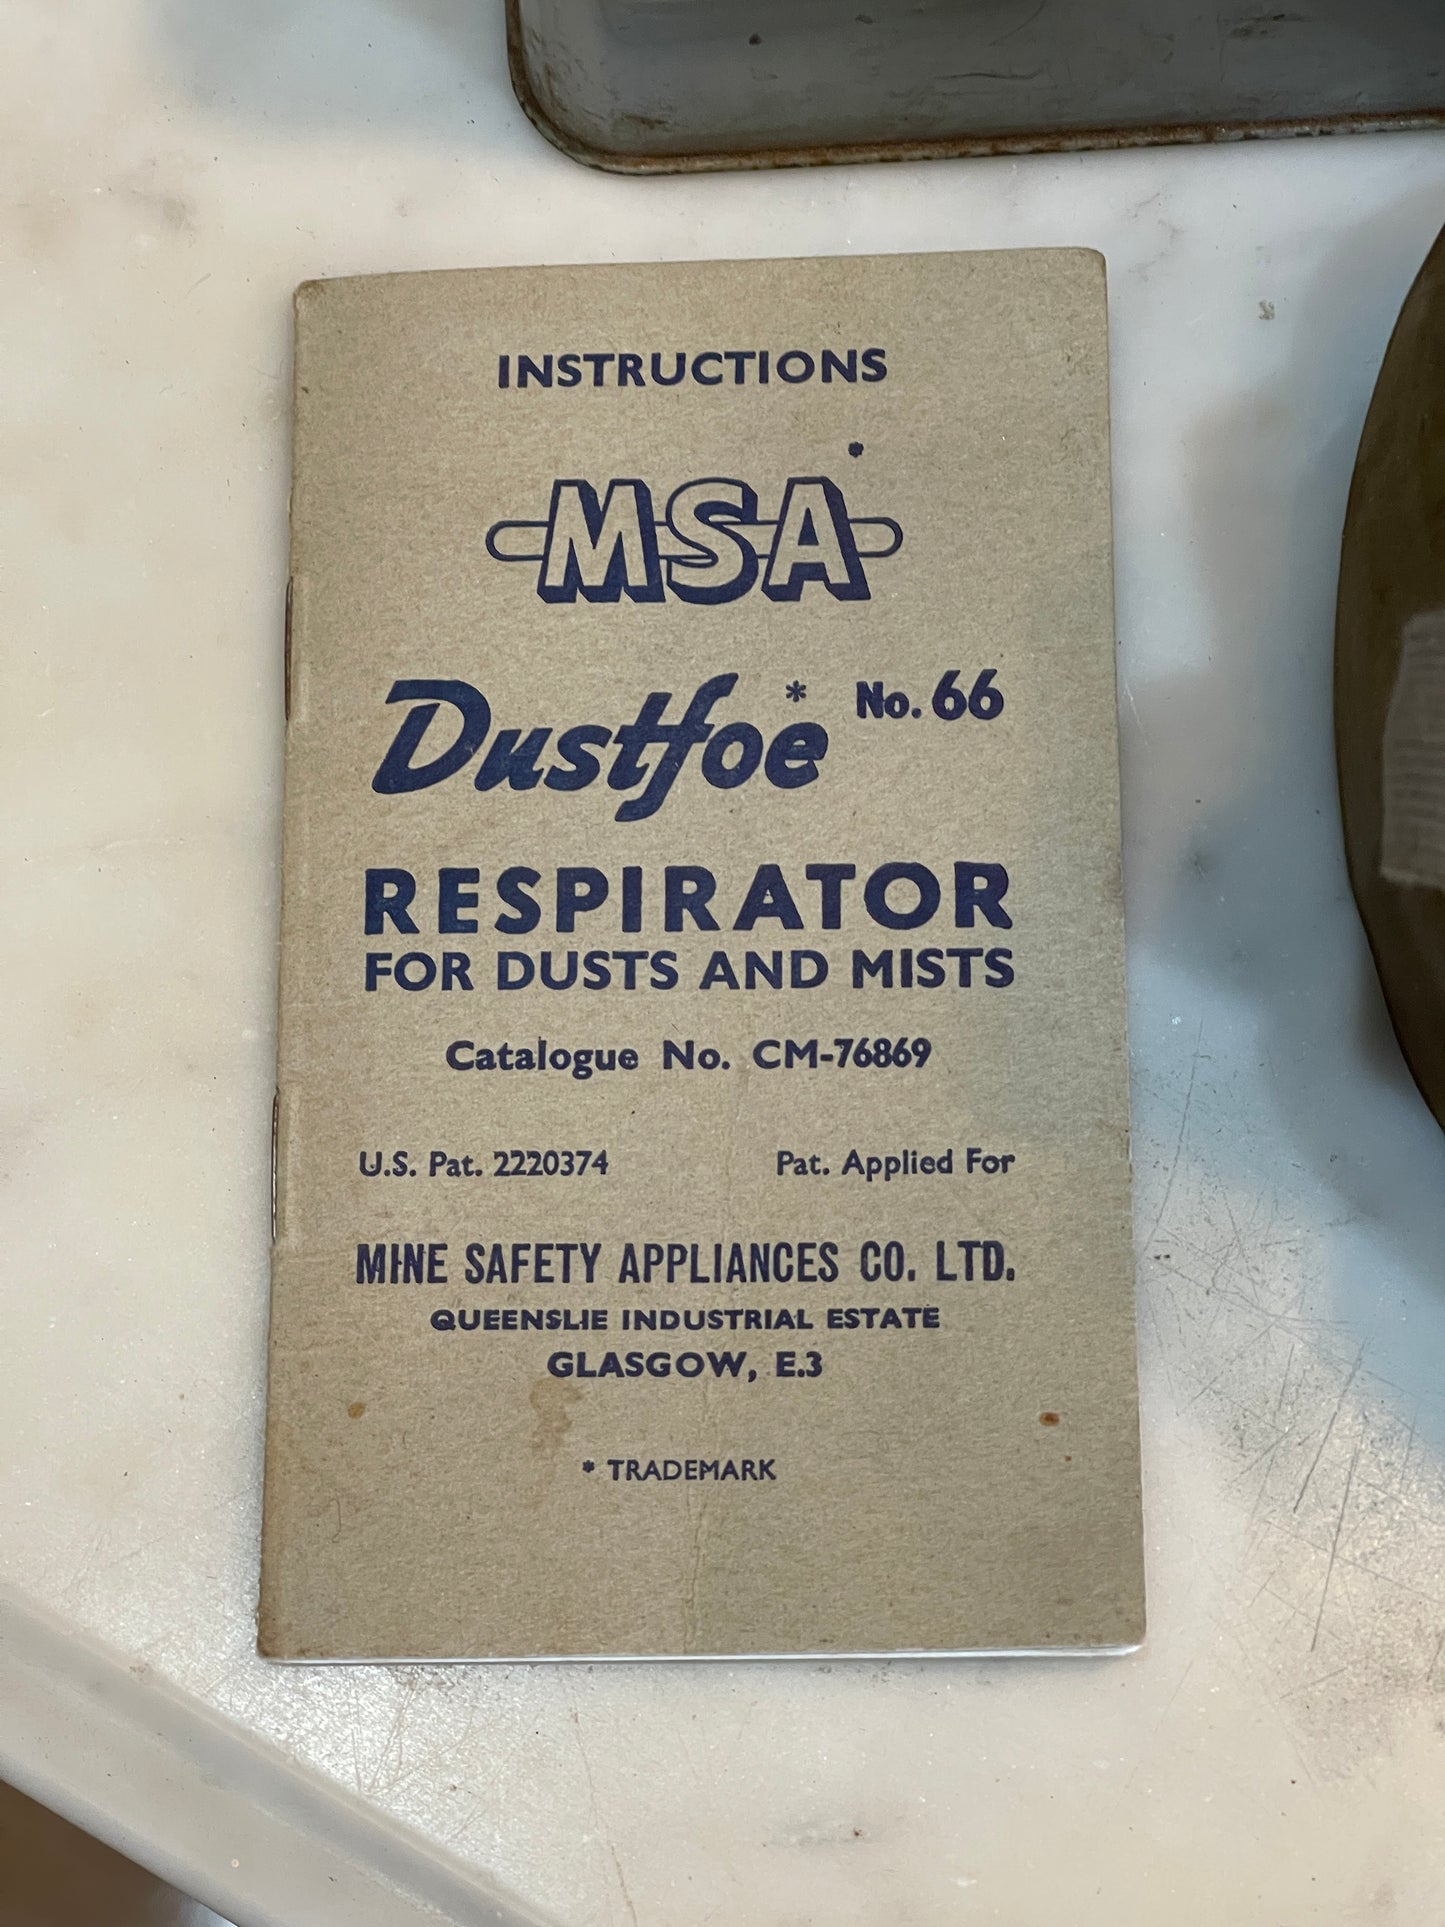 INSTRUCTIONS
*
MSA
Dustfoe * No. 66
RESPIRATOR
FOR DUSTS AND MISTS
Catalogue No. CM-76869
U.S. Pat. 2220374 Pat. Applied For
MINE SAFETY APPLIANCES CO. LTD.
QUEENSLIE INDUSTRIAL ESTATE
GLASGOW, E.3
* TRADEMARK